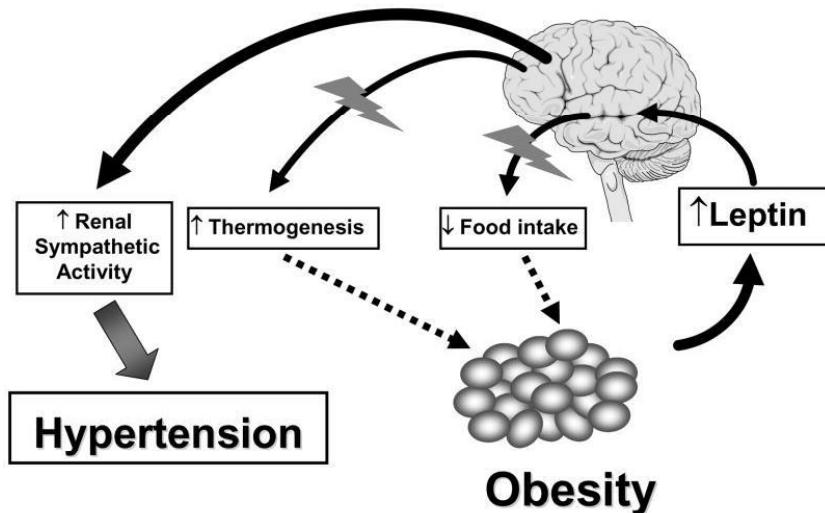 ↑ Renal
Sympathetic
Activity
↑ Thermogenesis
↓ Food intake
↑Leptin
Hypertension
Obesity